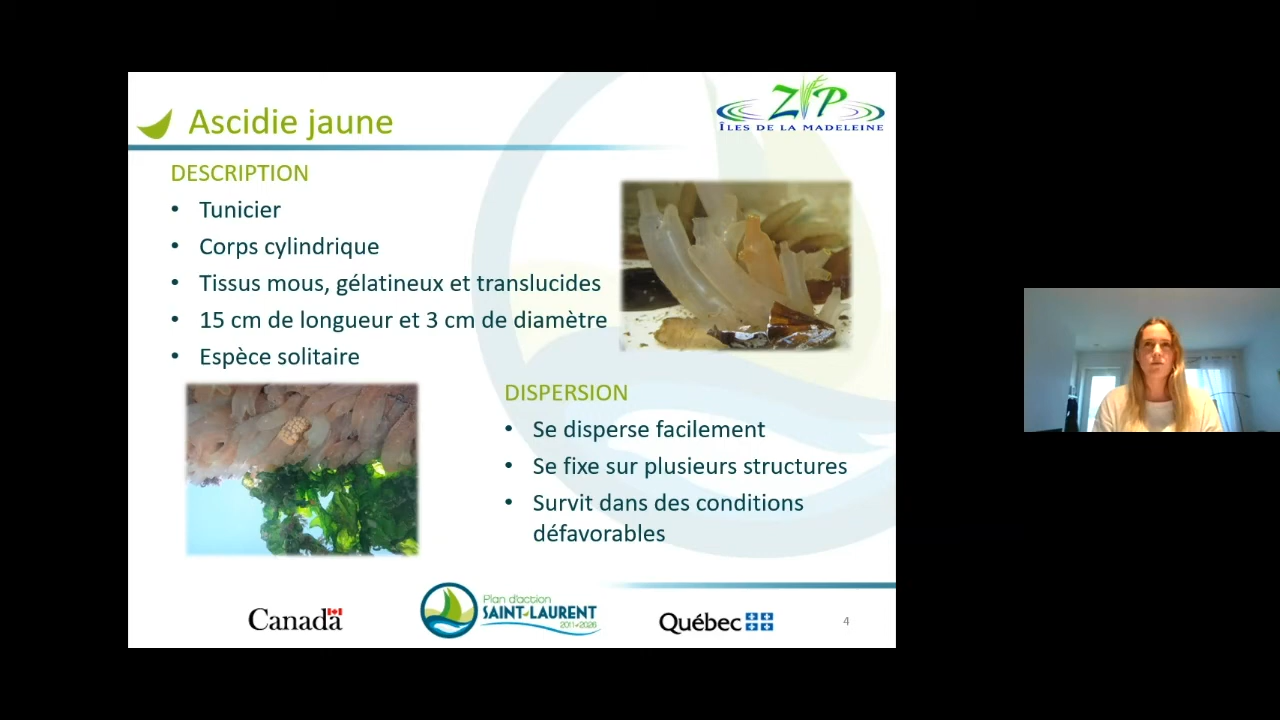 Ascidie jaune
ZIP
ÎLES DE LA MADELEINE
DESCRIPTION
• Tunicier
• Corps cylindrique
• Tissus mous, gélatineux et translucides
• 15 cm de longueur et 3 cm de diamètre
• Espèce solitaire
DISPERSION
• Se disperse facilement
• Se fixe sur plusieurs structures
• Survit dans des conditions
défavorables
Canada
Plan d'action
SAINT-LAURENT
2011-2026
Québec
4